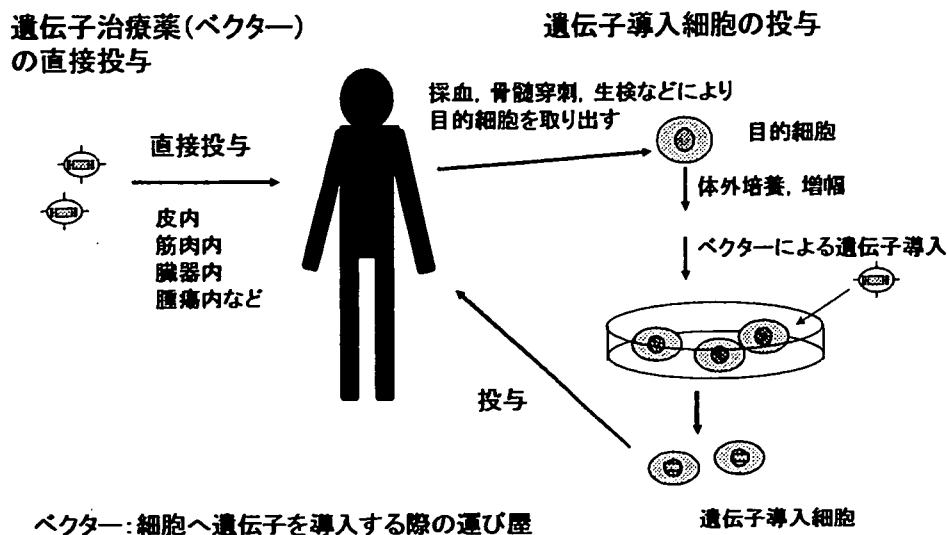 遺伝子治療薬(ベクター)
の直接投与
遺伝子導入細胞の投与
直接投与
皮内
筋肉内
臓器内
腫瘍内など
採血, 骨髄穿刺, 生検などにより
目的細胞を取り出す
目的細胞
体外培養, 増幅
ベクターによる遺伝子導入
投与
遺伝子導入細胞
ベクター:細胞へ遺伝子を導入する際の運び屋